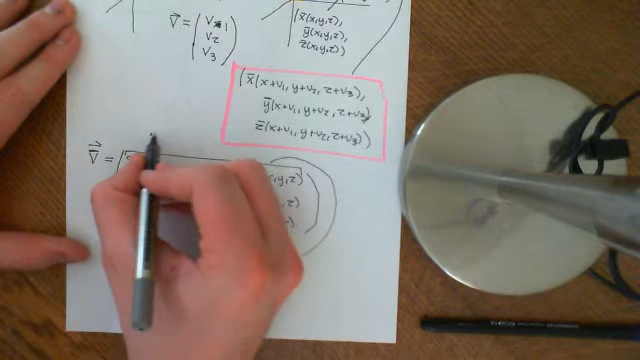 v⃗ = ( v₁
v₂
v₃ )
(x̄(x,y,z),
ȳ(x,y,z),
z̄(x,y,z))
(x̄(x+v₁, y+v₂, z+v₃),
ȳ(x+v₁, y+v₂, z+v₃)
z̄(x+v₁, y+v₂, z+v₃))
v̄⃗ =
x,y,z)
,z)